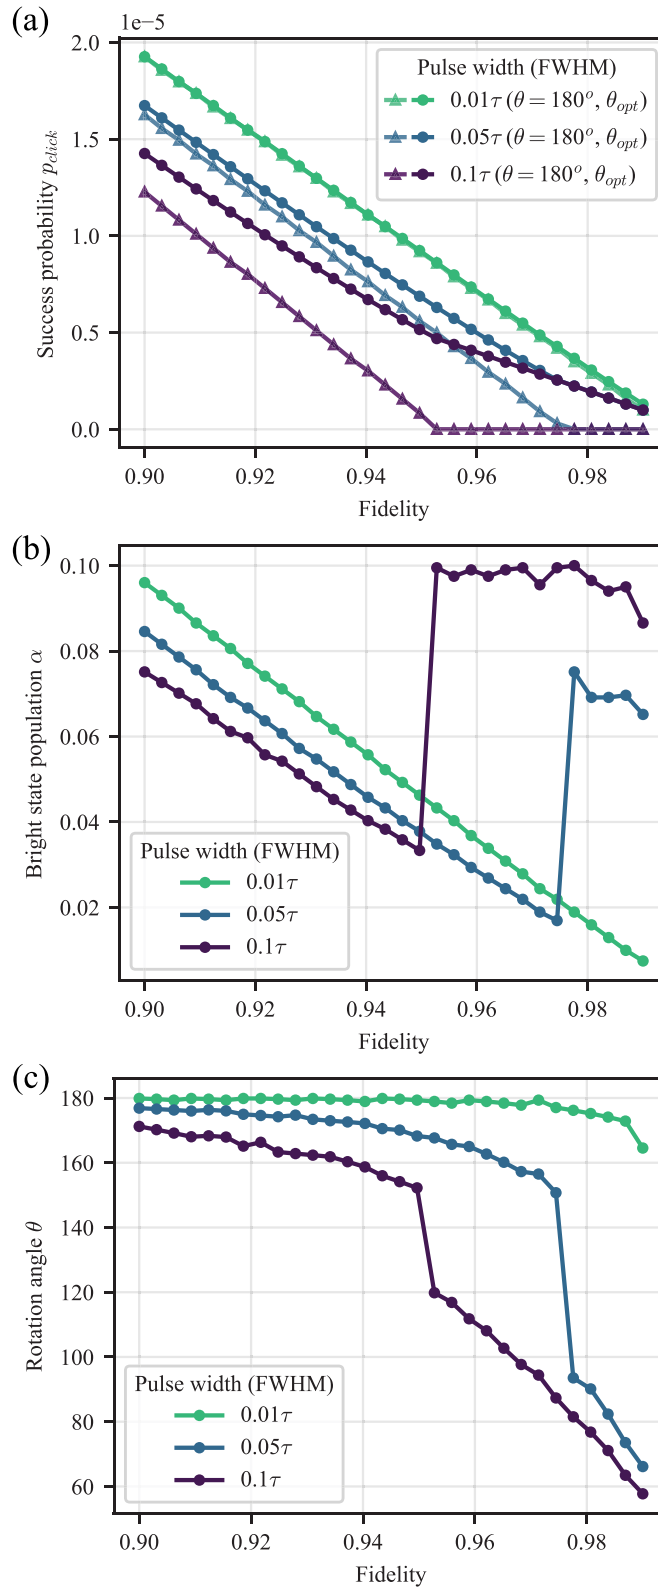 (a)
1e−5
2.0
1.5
1.0
0.5
0.0
Success probability p_click
Pulse width (FWHM)
0.01τ (θ = 180°, θ_opt)
0.05τ (θ = 180°, θ_opt)
0.1τ (θ = 180°, θ_opt)
0.90 0.92 0.94 0.96 0.98
Fidelity
(b)
0.10
0.08
0.06
0.04
0.02
Bright state population α
Pulse width (FWHM)
0.01τ
0.05τ
0.1τ
0.90 0.92 0.94 0.96 0.98
Fidelity
(c)
180
160
140
120
100
80
60
Rotation angle θ
Pulse width (FWHM)
0.01τ
0.05τ
0.1τ
0.90 0.92 0.94 0.96 0.98
Fidelity